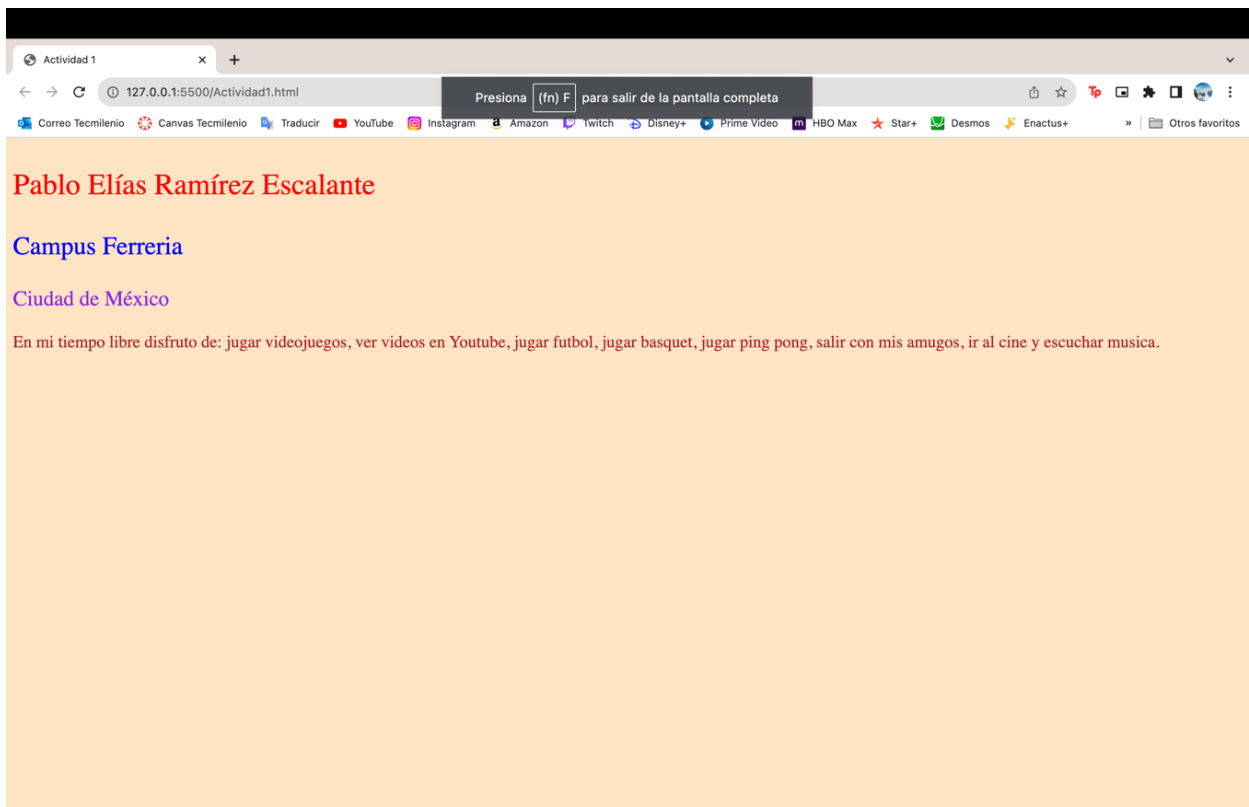 Actividad 1
127.0.0.1:5500/Actividad1.html
Presiona (fn) F para salir de la pantalla completa
Tp
Correo Tecmilenio Canvas Tecmilenio Traducir YouTube Instagram Amazon Twitch Disney+ Prime Video HBO Max Star+ Desmos Enactus+ » Otros favoritos
Pablo Elías Ramírez Escalante
Campus Ferreria
Ciudad de México
En mi tiempo libre disfruto de: jugar videojuegos, ver videos en Youtube, jugar futbol, jugar basquet, jugar ping pong, salir con mis amugos, ir al cine y escuchar musica.